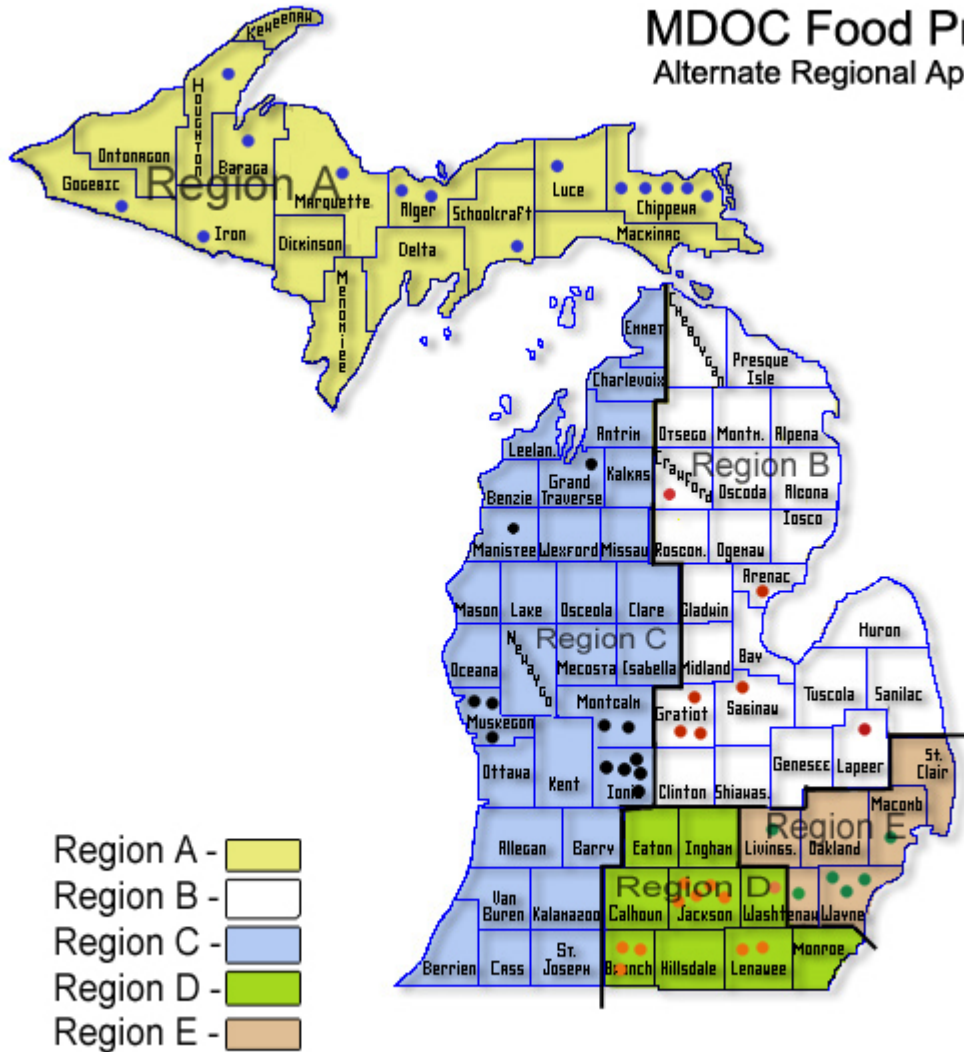 MDOC Food Pr
Alternate Regional Ap
Keweenaw
Houghton
Ontonagon
Baraga
Gogebic
Region A
Marquette
Alger
Luce
Chippewa
Schoolcraft
Iron
Dickinson
Delta
Mackinac
Menomiee
Emmet
Cheboygan
Presque
Isle
Charlevoix
Antrim
Otsego
Montm.
Alpena
Leelan.
Grand
Traverse
Kalkas
Crawford
Region B
Benzie
Oscoda
Alcona
Iosco
Manistee
Wexford
Missau
Roscom.
Ogemaw
Arenac
Mason
Lake
Osceola
Clare
Gladwin
Huron
Region C
Newaygo
Oceana
Mecosta
Isabella
Midland
Bay
Tuscola
Sanilac
Montcalm
Gratiot
Saginaw
Muskegon
Ottawa
Kent
Ionia
Clinton
Shiawas.
Genesee
Lapeer
St.
Clair
Macomb
Region E
Allegan
Barry
Eaton
Ingham
Livings.
Oakland
Region D
Van
Buren
Kalamazoo
Calhoun
Jackson
Washtenaw
Wayne
Berrien
Cass
St.
Joseph
Branch
Hillsdale
Lenawee
Monroe
Region A -
Region B -
Region C -
Region D -
Region E -